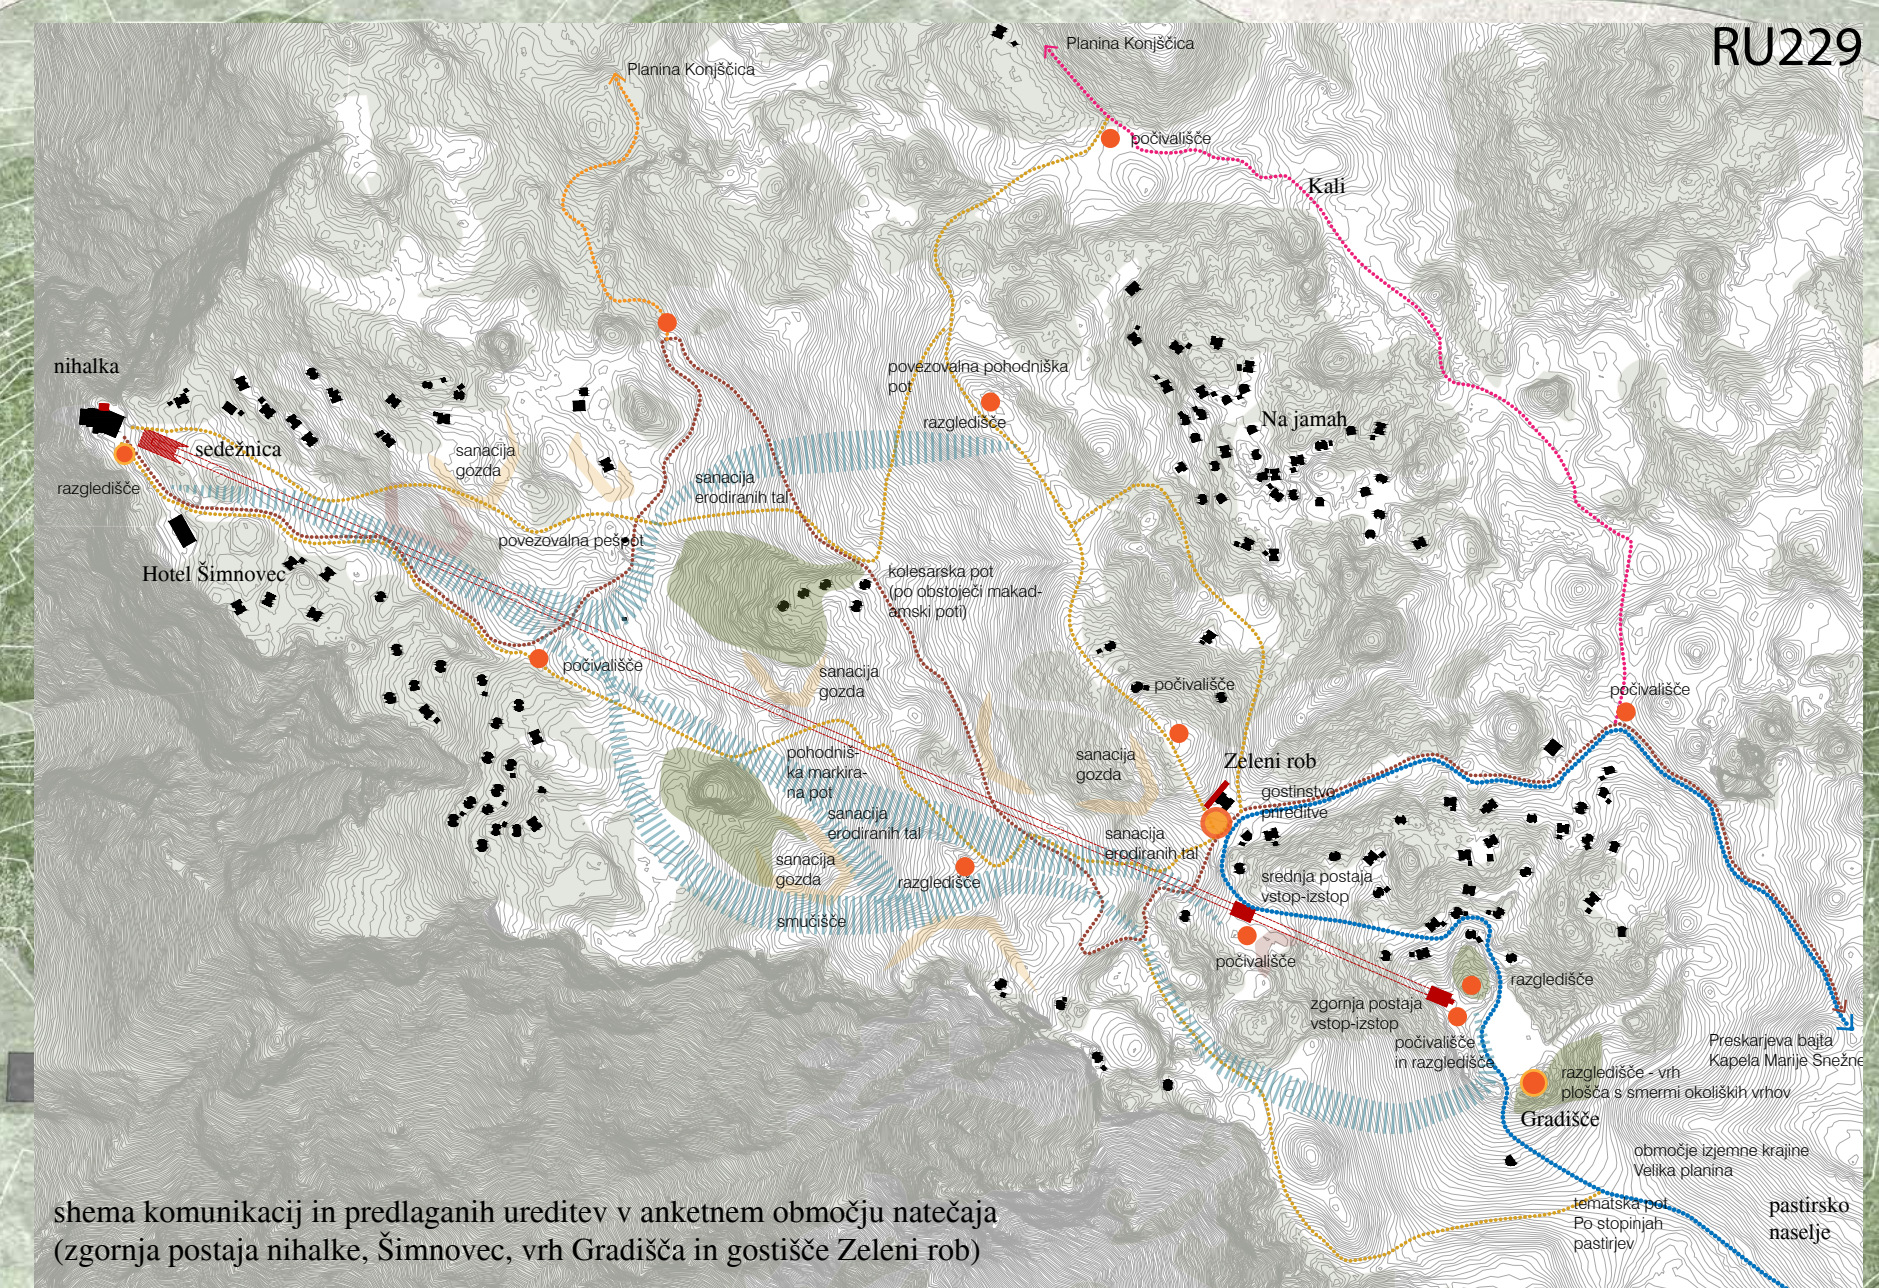 RU229
Planina Konjščica
Planina Konjščica
počivališče
Kali
nihalka
povezovalna pohodniška
pot
razgledišče
Na jamah
sedežnica
sanacija
gozda
razgledišče
sanacija
erodiranih tal
povezovalna pešpot
Hotel Šimnovec
kolesarska pot
(po obstoječi makad-
amski poti)
počivališče
sanacija
gozda
počivališče
počivališče
pohodniš-
ka markira-
na pot
sanacija
gozda
Zeleni rob
gostinstvo
prireditve
sanacija
erodiranih tal
sanacija
erodiranih tal
sanacija
gozda
razgledišče
srednja postaja
vstop-izstop
smučišče
počivališče
razgledišče
zgornja postaja
vstop-izstop
počivališče
in razgledišče
Preskarjeva bajta
Kapela Marije Snežne
razgledišče - vrh
plošča s smermi okoliških vrhov
Gradišče
območje izjemne krajine
Velika planina
tematska pot
Po stopinjah
pastirjev
pastirsko
naselje
shema komunikacij in predlaganih ureditev v anketnem območju natečaja
(zgornja postaja nihalke, Šimnovec, vrh Gradišča in gostišče Zeleni rob)